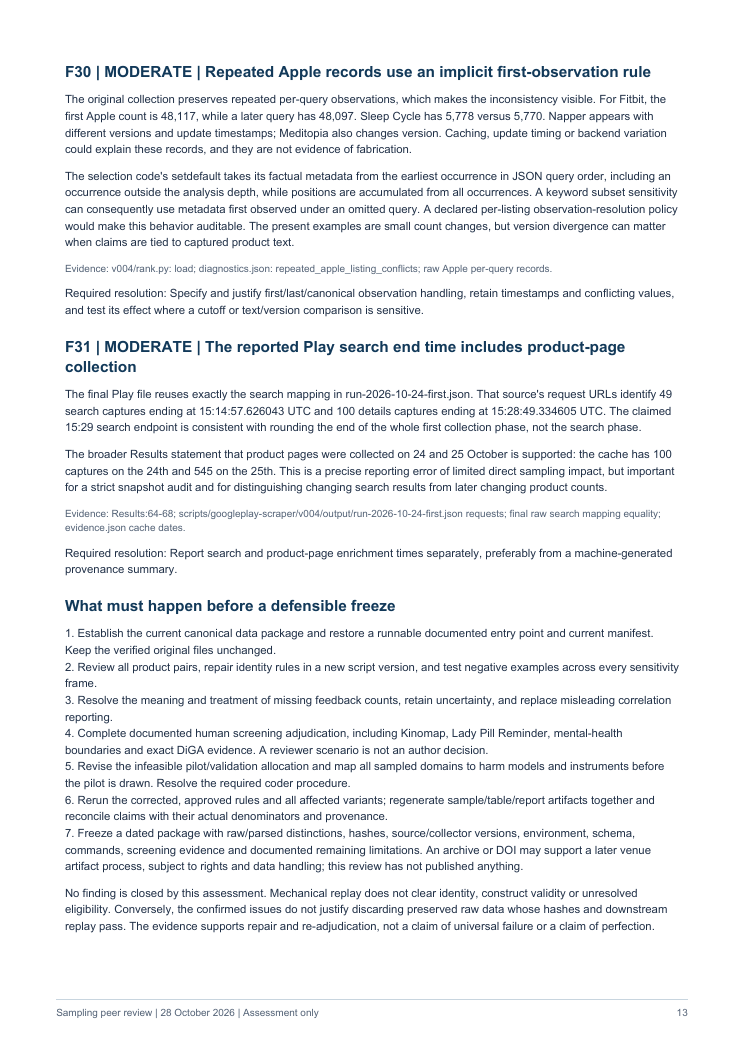 F30 | MODERATE | Repeated Apple records use an implicit first-observation rule
The original collection preserves repeated per-query observations, which makes the inconsistency visible. For Fitbit, the
first Apple count is 48,117, while a later query has 48,097. Sleep Cycle has 5,778 versus 5,770. Napper appears with
different versions and update timestamps; Meditopia also changes version. Caching, update timing or backend variation
could explain these records, and they are not evidence of fabrication.
The selection code's setdefault takes its factual metadata from the earliest occurrence in JSON query order, including an
occurrence outside the analysis depth, while positions are accumulated from all occurrences. A keyword subset sensitivity
can consequently use metadata first observed under an omitted query. A declared per-listing observation-resolution policy
would make this behavior auditable. The present examples are small count changes, but version divergence can matter
when claims are tied to captured product text.
Evidence: v004/rank.py: load; diagnostics.json: repeated_apple_listing_conflicts; raw Apple per-query records.
Required resolution: Specify and justify first/last/canonical observation handling, retain timestamps and conflicting values,
and test its effect where a cutoff or text/version comparison is sensitive.
F31 | MODERATE | The reported Play search end time includes product-page
collection
The final Play file reuses exactly the search mapping in run-2026-10-24-first.json. That source's request URLs identify 49
search captures ending at 15:14:57.626043 UTC and 100 details captures ending at 15:28:49.334605 UTC. The claimed
15:29 search endpoint is consistent with rounding the end of the whole first collection phase, not the search phase.
The broader Results statement that product pages were collected on 24 and 25 October is supported: the cache has 100
captures on the 24th and 545 on the 25th. This is a precise reporting error of limited direct sampling impact, but important
for a strict snapshot audit and for distinguishing changing search results from later changing product counts.
Evidence: Results:64-68; scripts/googleplay-scraper/v004/output/run-2026-10-24-first.json requests; final raw search mapping equality;
evidence.json cache dates.
Required resolution: Report search and product-page enrichment times separately, preferably from a machine-generated
provenance summary.
What must happen before a defensible freeze
1. Establish the current canonical data package and restore a runnable documented entry point and current manifest.
Keep the verified original files unchanged.
2. Review all product pairs, repair identity rules in a new script version, and test negative examples across every sensitivity
frame.
3. Resolve the meaning and treatment of missing feedback counts, retain uncertainty, and replace misleading correlation
reporting.
4. Complete documented human screening adjudication, including Kinomap, Lady Pill Reminder, mental-health
boundaries and exact DiGA evidence. A reviewer scenario is not an author decision.
5. Revise the infeasible pilot/validation allocation and map all sampled domains to harm models and instruments before
the pilot is drawn. Resolve the required coder procedure.
6. Rerun the corrected, approved rules and all affected variants; regenerate sample/table/report artifacts together and
reconcile claims with their actual denominators and provenance.
7. Freeze a dated package with raw/parsed distinctions, hashes, source/collector versions, environment, schema,
commands, screening evidence and documented remaining limitations. An archive or DOI may support a later venue
artifact process, subject to rights and data handling; this review has not published anything.
No finding is closed by this assessment. Mechanical replay does not clear identity, construct validity or unresolved
eligibility. Conversely, the confirmed issues do not justify discarding preserved raw data whose hashes and downstream
replay pass. The evidence supports repair and re-adjudication, not a claim of universal failure or a claim of perfection.
Sampling peer review | 28 October 2026 | Assessment only
13